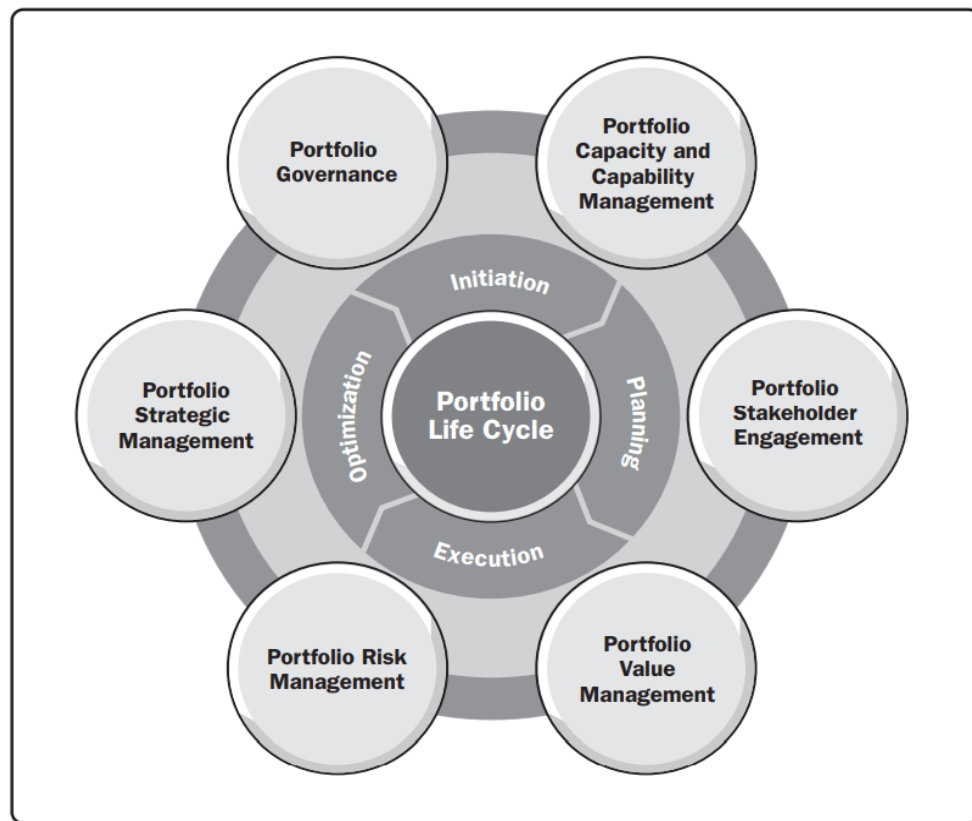 Portfolio
Governance
Portfolio
Capacity and
Capability
Management
Initiation
Portfolio
Strategic
Management
Optimization
Portfolio
Life Cycle
Planning
Portfolio
Stakeholder
Engagement
Execution
Portfolio Risk
Management
Portfolio
Value
Management